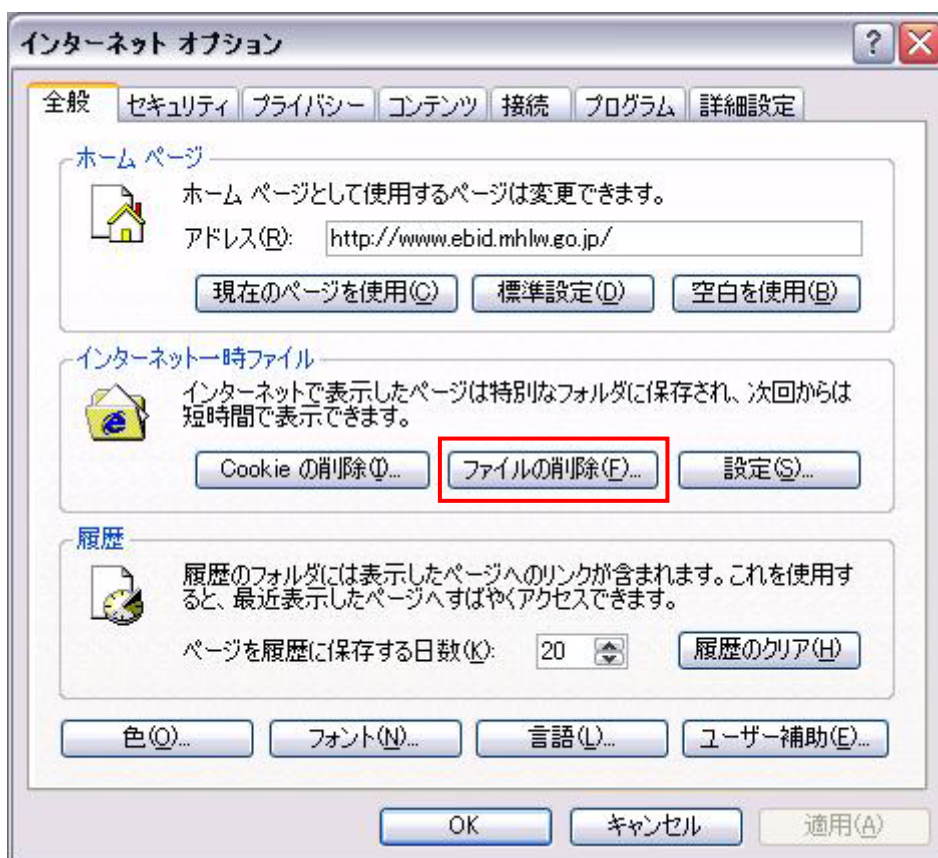 インターネット オプション
全般 セキュリティ プライバシー コンテンツ 接続 プログラム 詳細設定
ホーム ページ
ホーム ページとして使用するページは変更できます。
アドレス(R): http://www.ebid.mhlw.go.jp/
現在のページを使用(C) 標準設定(D) 空白を使用(B)
インターネット一時ファイル
インターネットで表示したページは特別なフォルダに保存され、次回からは
短時間で表示できます。
Cookie の削除(I)... ファイルの削除(F)... 設定(S)...
履歴
履歴のフォルダには表示したページへのリンクが含まれます。これを使用す
ると、最近表示したページへすばやくアクセスできます。
ページを履歴に保存する日数(K): 20 履歴のクリア(H)
色(O)... フォント(N)... 言語(L)... ユーザー補助(E)...
OK キャンセル 適用(A)